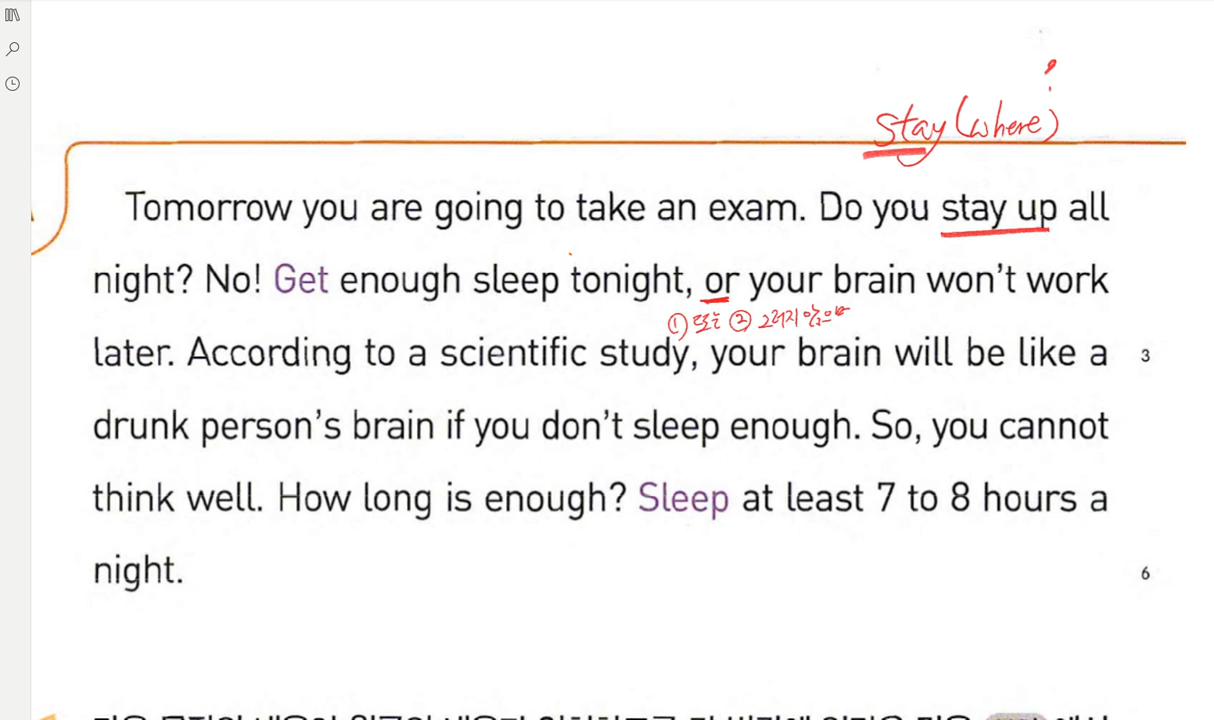 stay (where)
Tomorrow you are going to take an exam. Do you stay up all
night? No! Get enough sleep tonight, or your brain won't work
① 또는 ② 그러지 않으면
later. According to a scientific study, your brain will be like a 3
drunk person's brain if you don't sleep enough. So, you cannot
think well. How long is enough? Sleep at least 7 to 8 hours a
night. 6